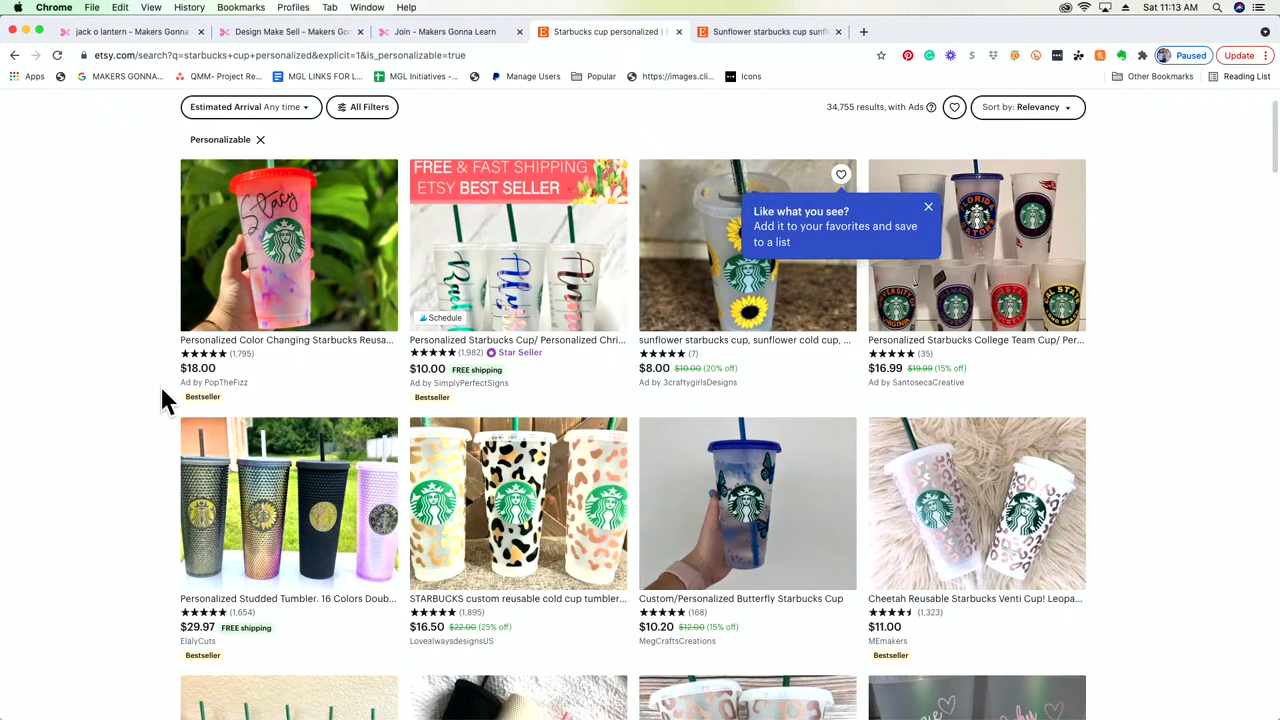 Chrome File Edit View History Bookmarks Profiles Tab Window Help
Sat 11:13 AM
jack o lantern - Makers Gonna
Design Make Sell - Makers Gon
Join - Makers Gonna Learn
Starbucks cup personalized | E
Sunflower starbucks cup sunfl
etsy.com/search?q=starbucks+cup+personalized&explicit=1&is_personalizable=true
Paused
Update
Apps
MAKERS GONNA...
QMM- Project Re...
MGL LINKS FOR L...
MGL Initiatives -...
Manage Users
Popular
https://images.cli...
Icons
Other Bookmarks
Reading List
Estimated Arrival Any time
All Filters
34,755 results, with Ads
Sort by: Relevancy
Personalizable
Stacy
FREE & FAST SHIPPING
ETSY BEST SELLER
Schedule
Like what you see?
Add it to your favorites and save
to a list
FLORIDA
GATORS
CAL STATE
Personalized Color Changing Starbucks Reusa...
(1,795)
$18.00
Ad by PopTheFizz
Bestseller
Personalized Starbucks Cup/ Personalized Chri...
(1,982) Star Seller
$10.00 FREE shipping
Ad by SimplyPerfectSigns
Bestseller
sunflower starbucks cup, sunflower cold cup, ...
(7)
$8.00 $10.00 (20% off)
Ad by 3craftygirlsDesigns
Personalized Starbucks College Team Cup/ Per...
(35)
$16.99 $19.99 (15% off)
Ad by SantosecaCreative
Personalized Studded Tumbler. 16 Colors Doub...
(1,654)
$29.97 FREE shipping
ElalyCuts
Bestseller
STARBUCKS custom reusable cold cup tumbler...
(1,895)
$16.50 $22.00 (25% off)
LovealwaysdesignsUS
Custom/Personalized Butterfly Starbucks Cup
(168)
$10.20 $12.00 (15% off)
MegCraftsCreations
Cheetah Reusable Starbucks Venti Cup! Leopa...
(1,323)
$11.00
MEmakers
Bestseller